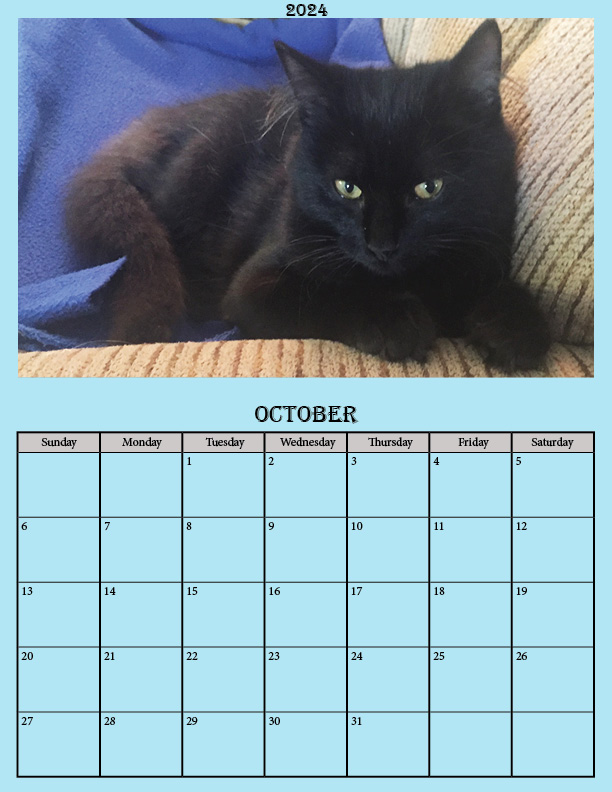 2024
OCTOBER
Sunday Monday Tuesday Wednesday Thursday Friday Saturday
1 2 3 4 5
6 7 8 9 10 11 12
13 14 15 16 17 18 19
20 21 22 23 24 25 26
27 28 29 30 31